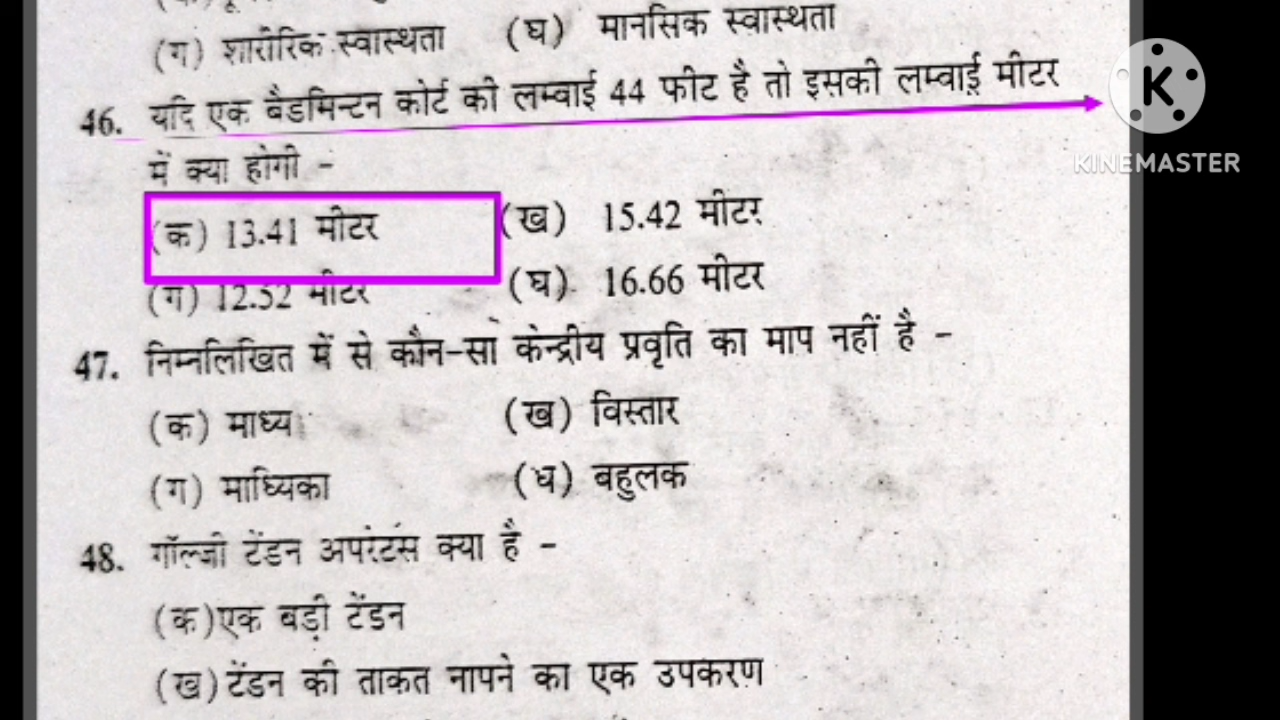 (ग) शारीरिक स्वास्थता (घ) मानसिक स्वास्थता
46. यदि एक बैडमिन्टन कोर्ट की लम्वाई 44 फीट है तो इसकी लम्वाई मीटर
में क्या होगी -
(क) 13.41 मीटर (ख) 15.42 मीटर
(ग) 12.52 मीटर (घ) 16.66 मीटर
47. निम्नलिखित में से कौन-सा केन्द्रीय प्रवृति का माप नहीं है -
(क) माध्य (ख) विस्तार
(ग) माध्यिका (घ) बहुलक
48. गॉल्जी टेंडन अपरेटस क्या है -
(क) एक बड़ी टेंडन
(ख) टेंडन की ताकत नापने का एक उपकरण
K
KINEMASTER